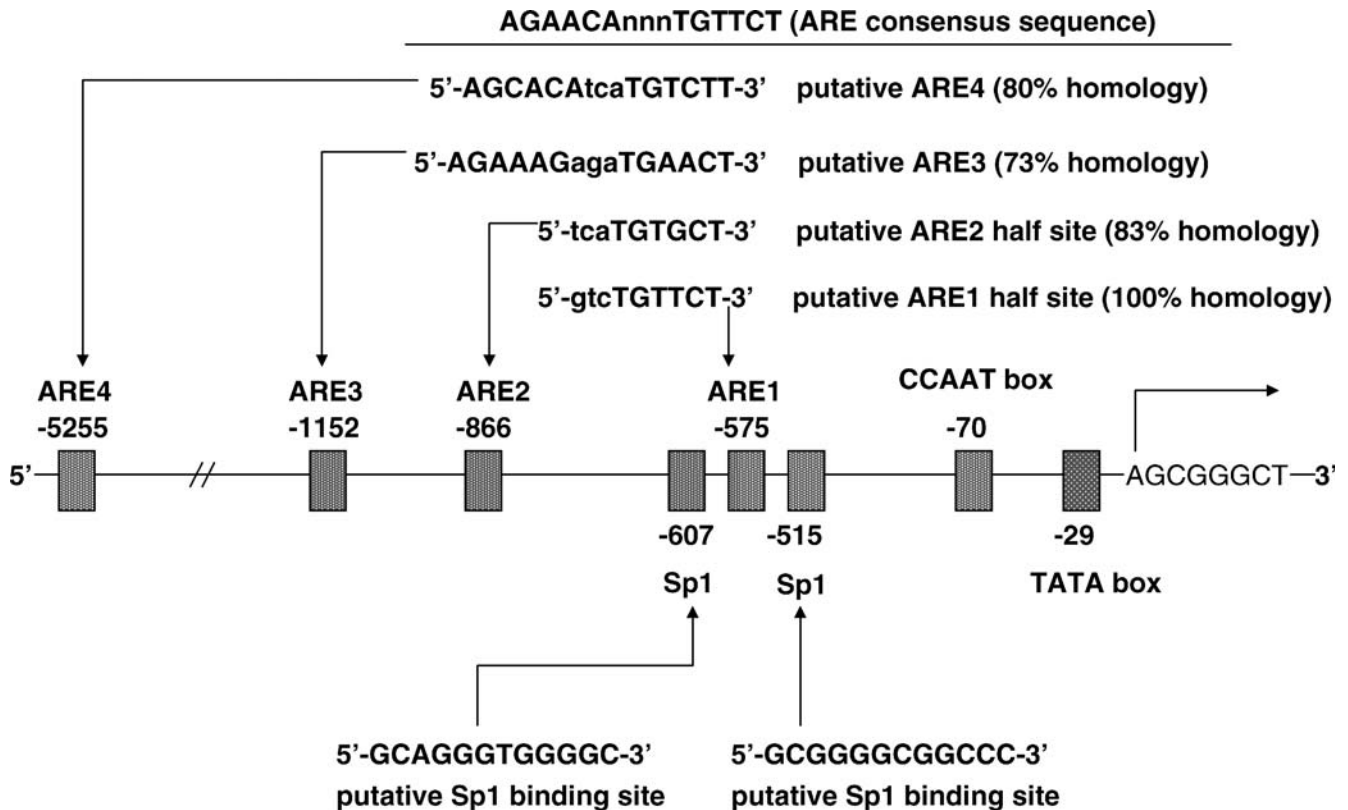 AGAACAnnnTGTTCT (ARE consensus sequence)
5’-AGCACAtcaTGTCTT-3’ putative ARE4 (80% homology)
5’-AGAAAGagaTGAACT-3’ putative ARE3 (73% homology)
5’-tcaTGTGCT-3’ putative ARE2 half site (83% homology)
5’-gtcTGTTCT-3’ putative ARE1 half site (100% homology)
CCAAT box
ARE4 ARE3 ARE2 ARE1
-5255 -1152 -866 -575 -70
5’ // AGCGGGCT 3’
-607 -515 -29
Sp1 Sp1 TATA box
5’-GCAGGGTGGGGC-3’ 5’-GCGGGGCGGCCC-3’
putative Sp1 binding site putative Sp1 binding site